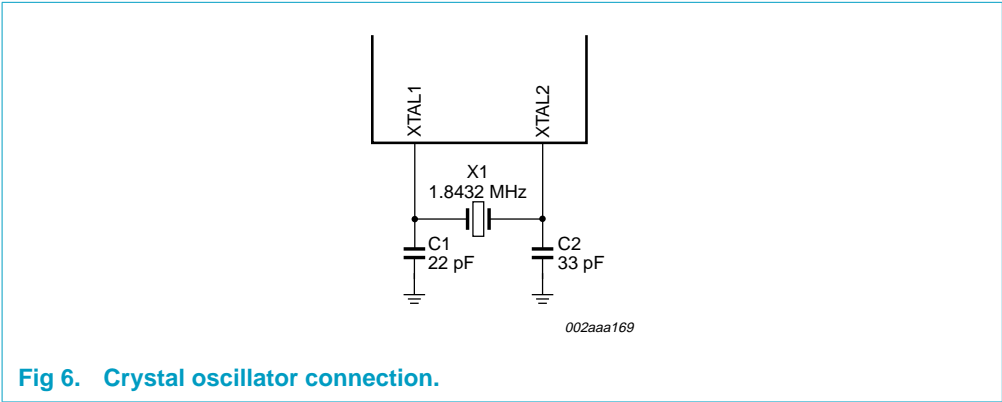 XTAL1
XTAL2
X1
1.8432 MHz
C1
22 pF
C2
33 pF
002aaa169
Fig 6. Crystal oscillator connection.